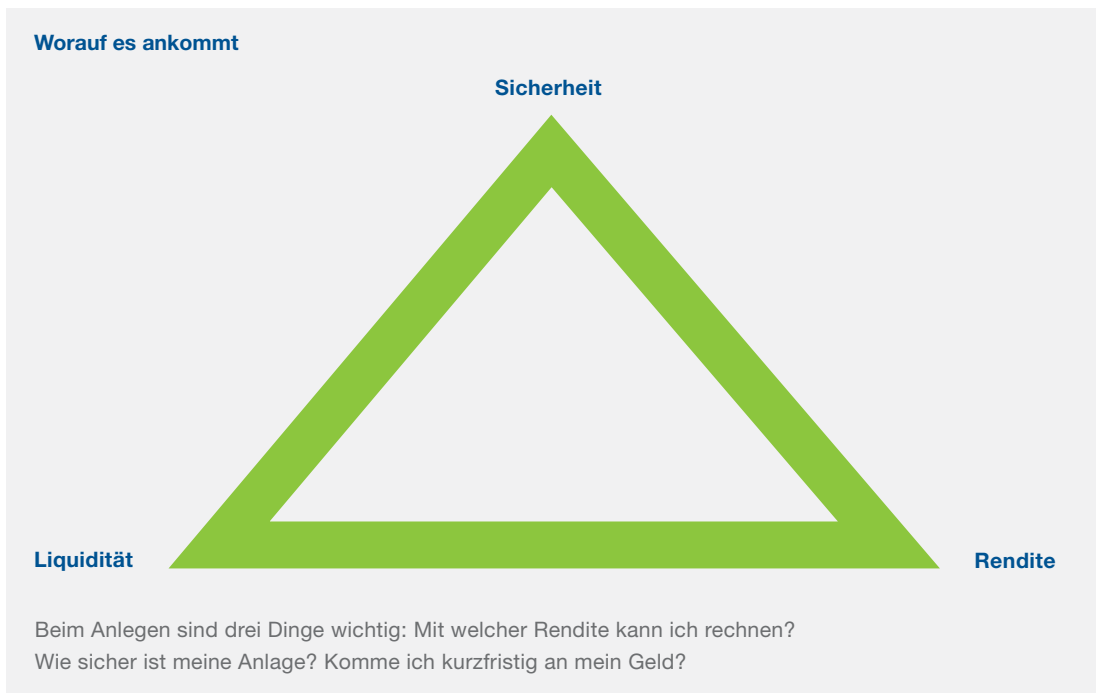 Worauf es ankommt
Sicherheit
Liquidität
Rendite
Beim Anlegen sind drei Dinge wichtig: Mit welcher Rendite kann ich rechnen?
Wie sicher ist meine Anlage? Komme ich kurzfristig an mein Geld?